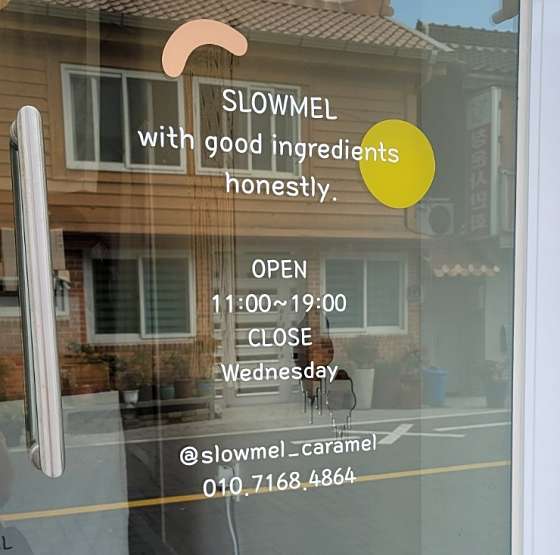 SLOWMEL
with good ingredients
honestly.
OPEN
11:00~19:00
CLOSE
Wednesday
@slowmel_caramel
010.7168.4864